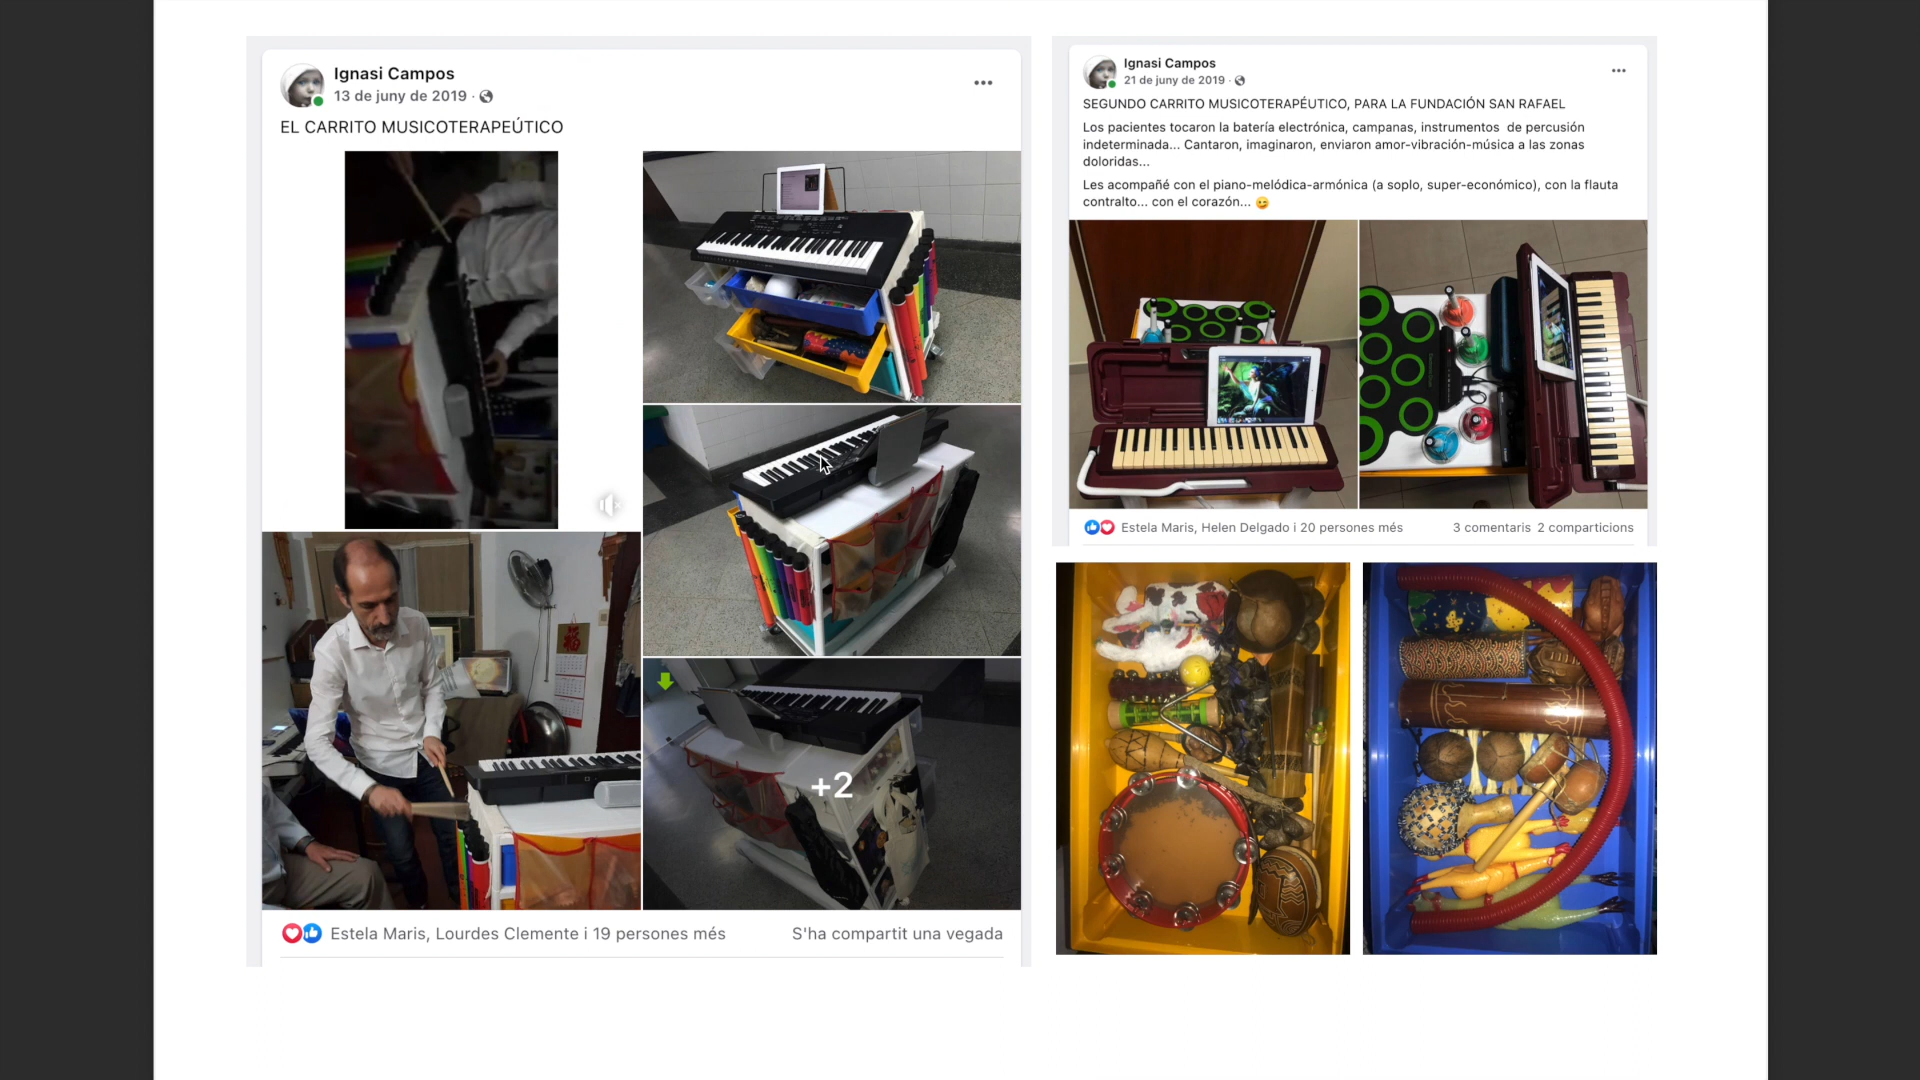 Ignasi Campos
13 de juny de 2019 ·
EL CARRITO MUSICOTERAPEÚTICO
+2
Estela Maris, Lourdes Clemente i 19 persones més
S'ha compartit una vegada
Ignasi Campos
21 de juny de 2019 ·
SEGUNDO CARRITO MUSICOTERAPÉUTICO, PARA LA FUNDACIÓN SAN RAFAEL
Los pacientes tocaron la batería electrónica, campanas, instrumentos de percusión
indeterminada... Cantaron, imaginaron, enviaron amor-vibración-música a las zonas
doloridas...
Les acompañé con el piano-melódica-armónica (a soplo, super-económico), con la flauta
contralto... con el corazón... 😜
Estela Maris, Helen Delgado i 20 persones més
3 comentaris 2 comparticions